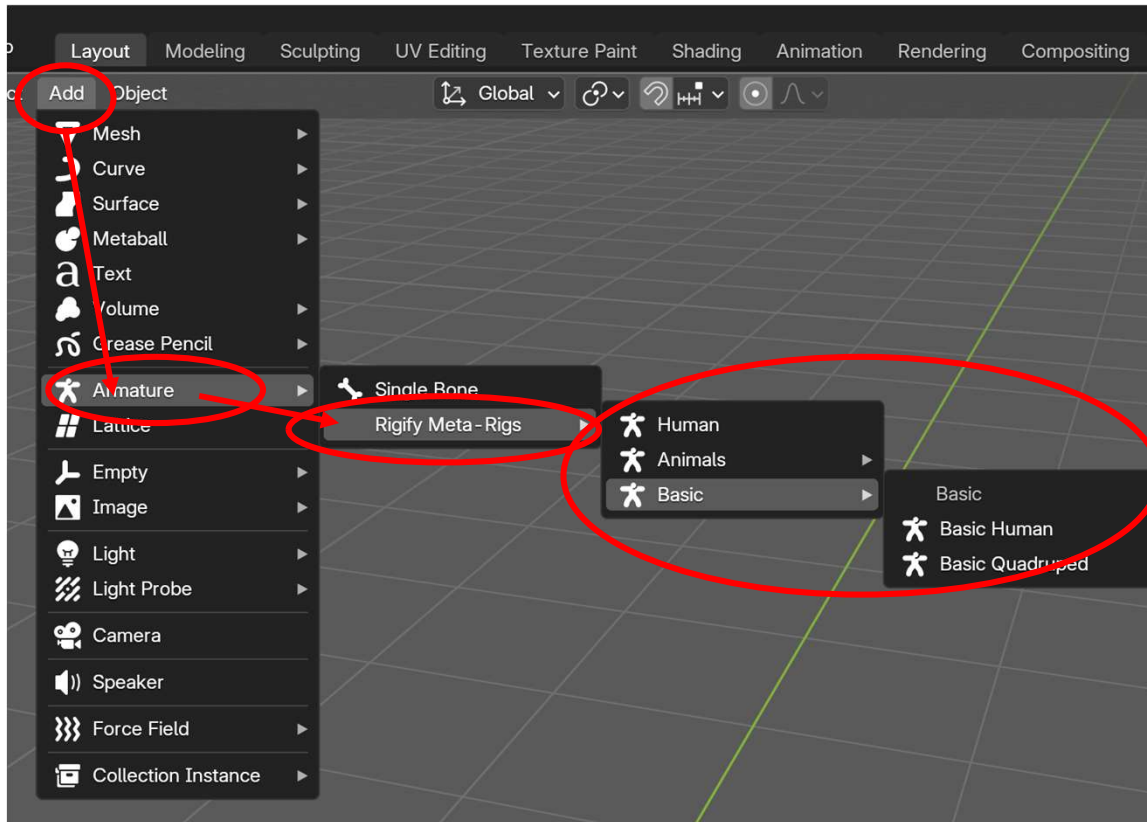 Layout Modeling Sculpting UV Editing Texture Paint Shading Animation Rendering Compositing
Add Object Global
Mesh
Curve
Surface
Metaball
Text
Volume
Grease Pencil
Armature
Single Bone
Lattice
Rigify Meta-Rigs
Human
Animals
Basic
Basic
Basic Human
Basic Quadruped
Empty
Image
Light
Light Probe
Camera
Speaker
Force Field
Collection Instance